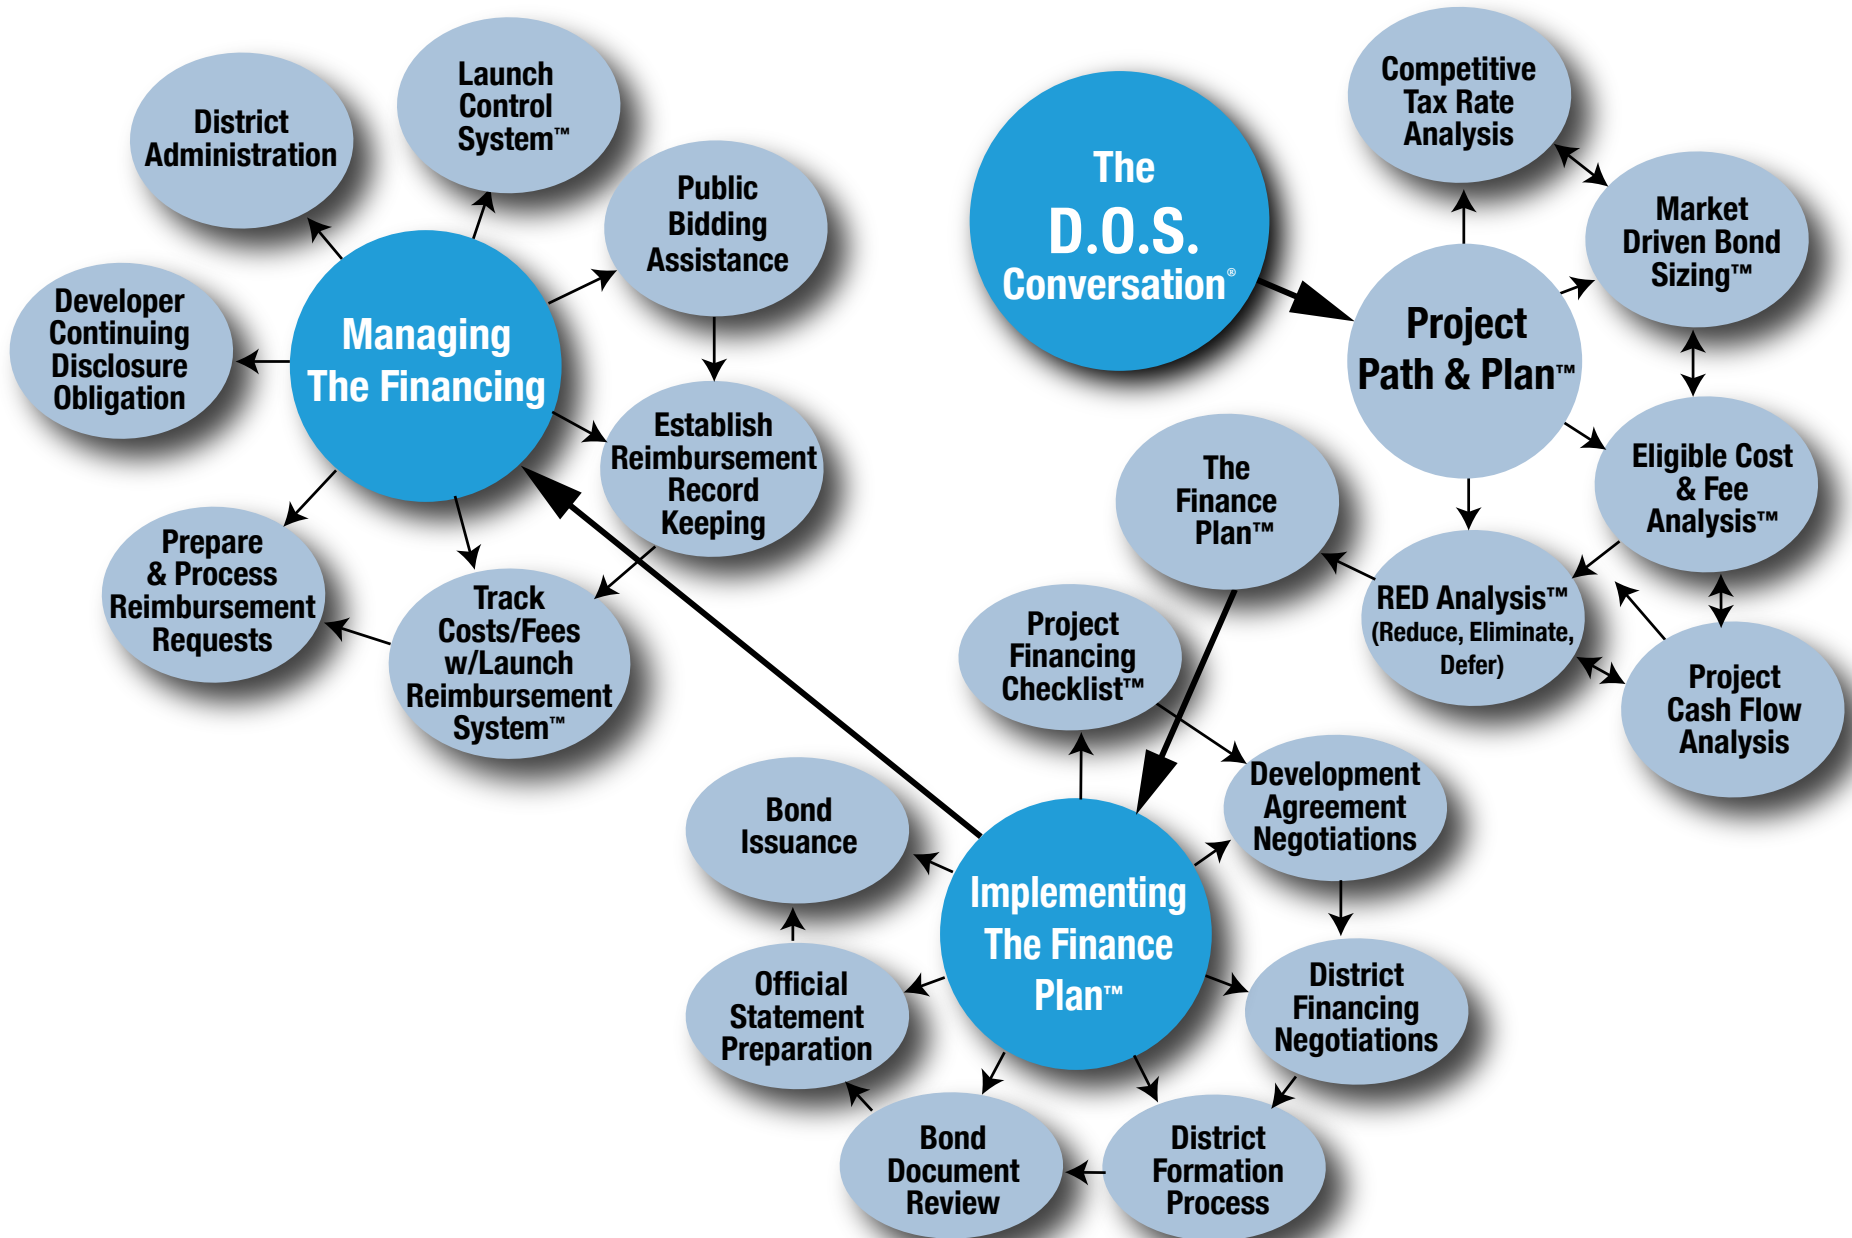 Launch
Control
System™
District
Administration
Public
Bidding
Assistance
Developer
Continuing
Disclosure
Obligation
Managing
The Financing
Establish
Reimbursement
Record
Keeping
Prepare
& Process
Reimbursement
Requests
Track
Costs/Fees
w/Launch
Reimbursement
System™
The
D.O.S.
Conversation®
Competitive
Tax Rate
Analysis
Market
Driven Bond
Sizing™
Project
Path & Plan™
Eligible Cost
& Fee
Analysis™
The
Finance
Plan™
RED Analysis™
(Reduce, Eliminate,
Defer)
Project
Cash Flow
Analysis
Project
Financing
Checklist™
Development
Agreement
Negotiations
Bond
Issuance
Implementing
The Finance
Plan™
Official
Statement
Preparation
District
Financing
Negotiations
Bond
Document
Review
District
Formation
Process